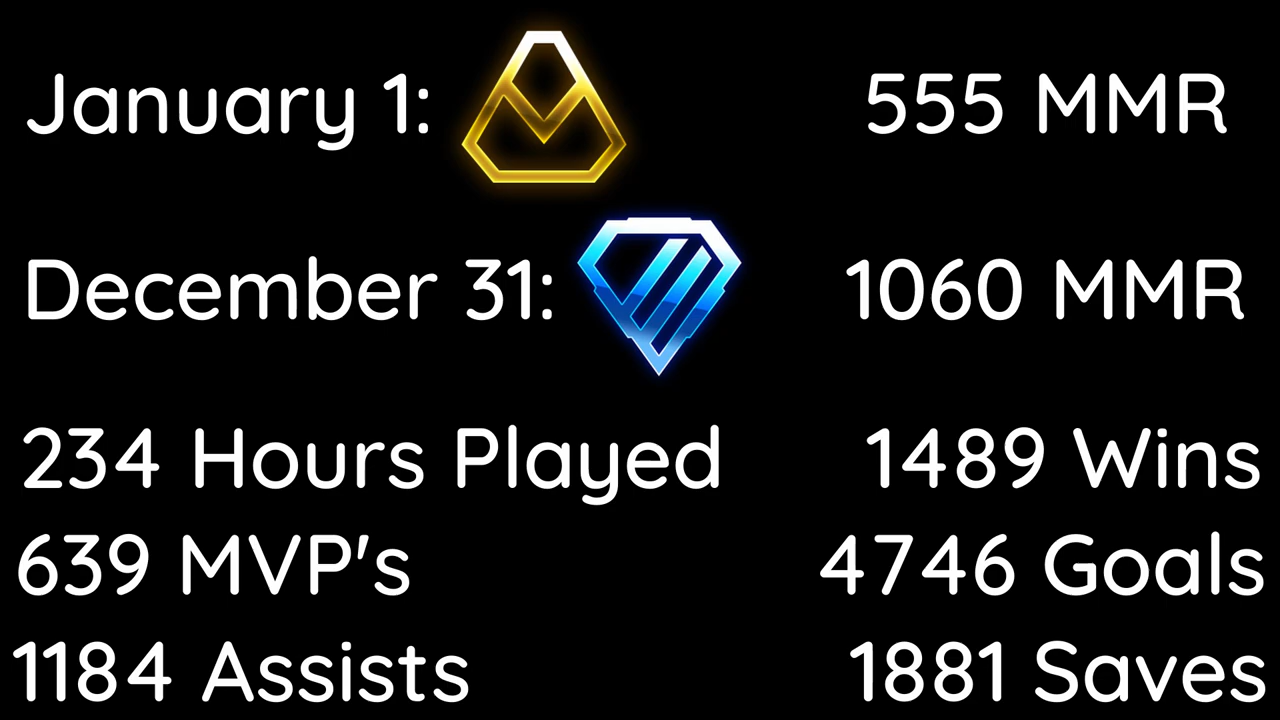 January 1: 555 MMR
December 31: 1060 MMR
234 Hours Played 1489 Wins
639 MVP's 4746 Goals
1184 Assists 1881 Saves